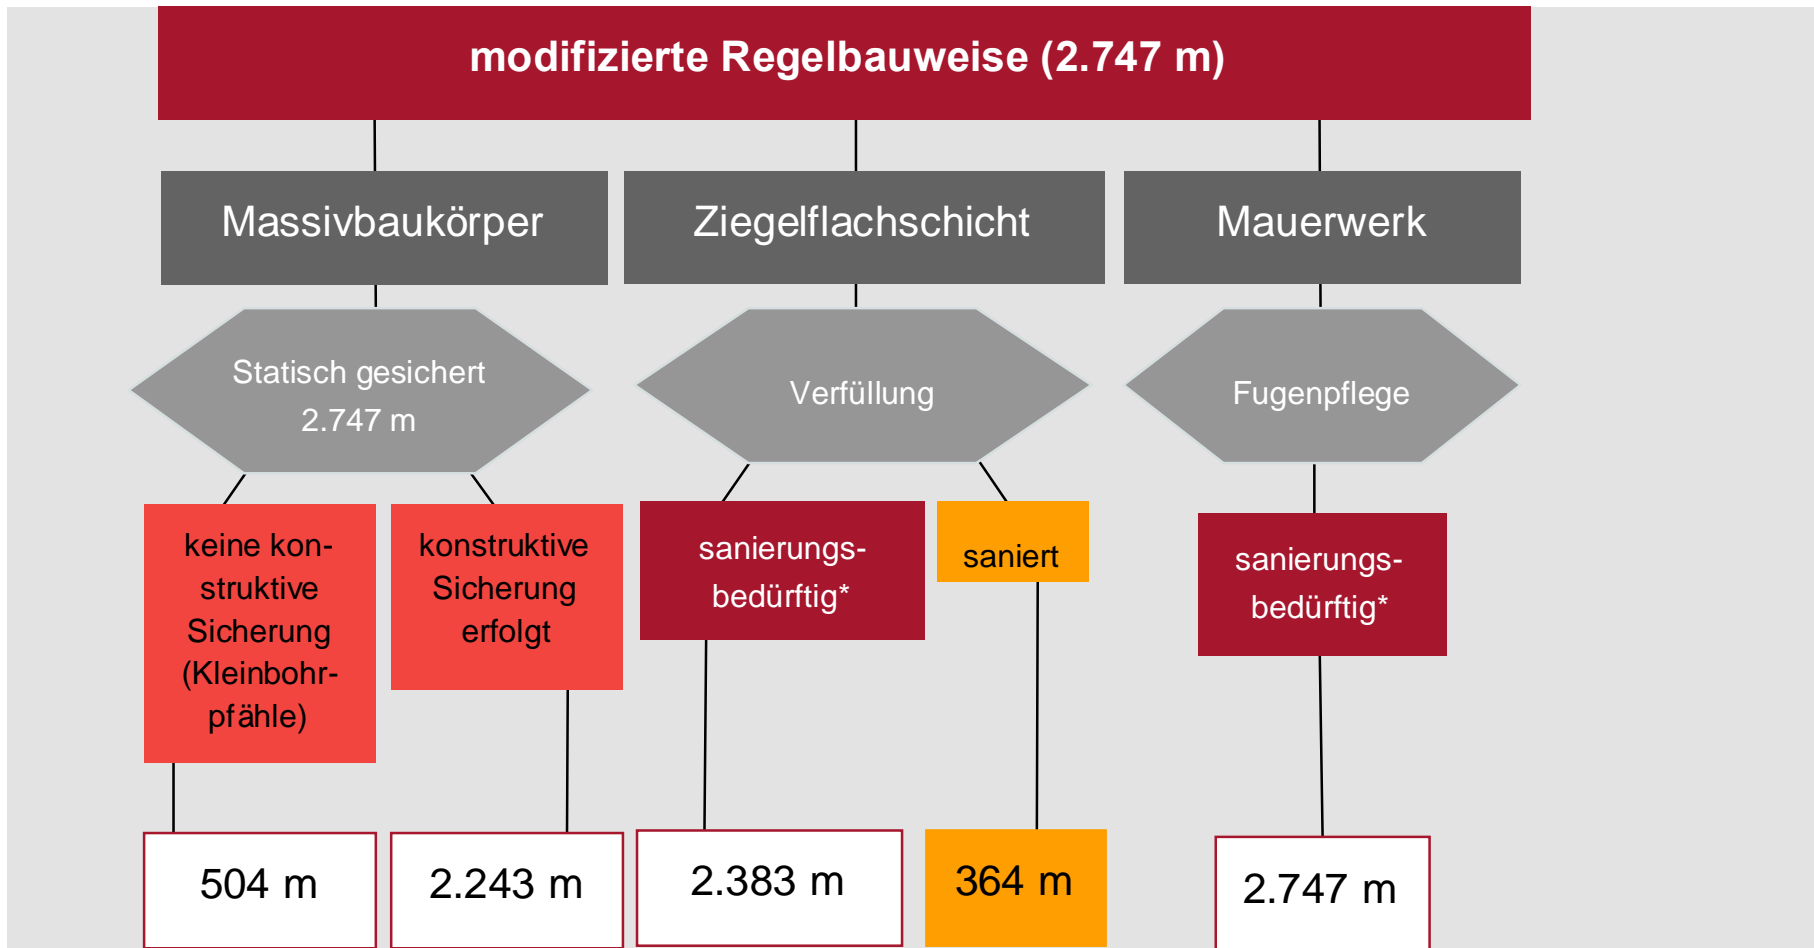 modifizierte Regelbauweise (2.747 m)
Massivbaukörper
Ziegelflachschicht
Mauerwerk
Statisch gesichert
2.747 m
Verfüllung
Fugenpflege
keine kon-
struktive
Sicherung
(Kleinbohr-
pfähle)
konstruktive
Sicherung
erfolgt
sanierungs-
bedürftig*
saniert
sanierungs-
bedürftig*
504 m
2.243 m
2.383 m
364 m
2.747 m